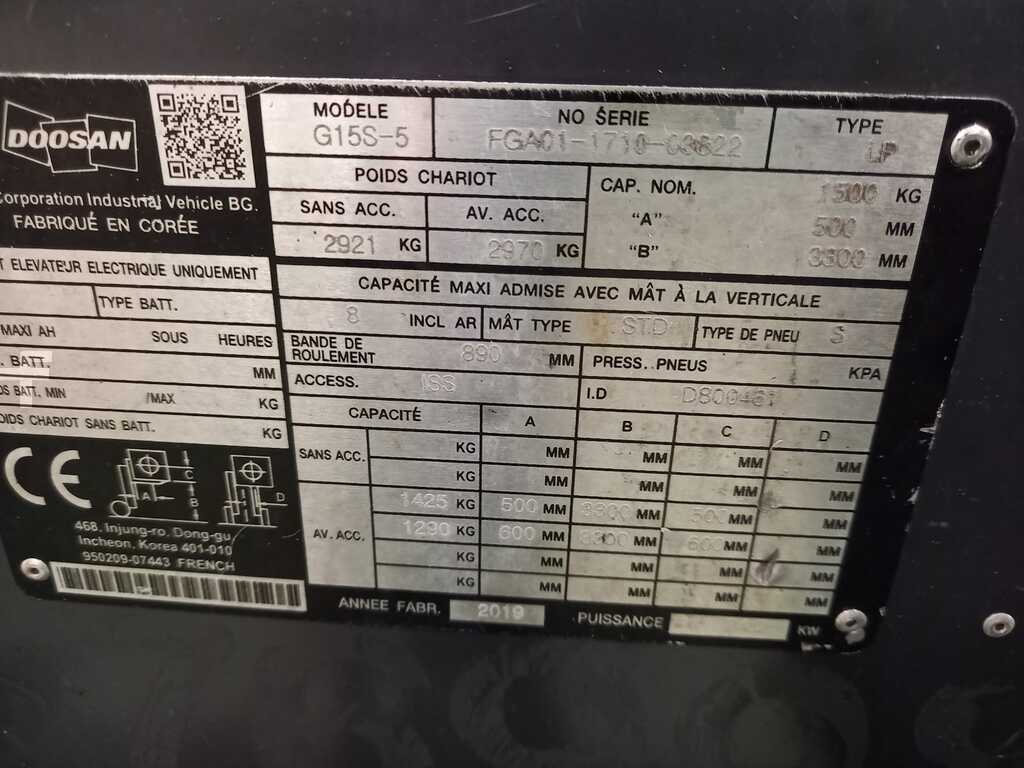 DOOSAN
Corporation Industrial Vehicle BG.
FABRIQUÉ EN CORÉE
MODELE
G15S-5
NO SÉRIE
FGA01-1710-03622
TYPE
LP
POIDS CHARIOT
SANS ACC.
2921 KG
AV. ACC.
2970 KG
CAP. NOM. 1500 KG
"A" 500 MM
"B" 3300 MM
T ELEVATEUR ELECTRIQUE UNIQUEMENT
TYPE BATT.
MAXI AH SOUS HEURES
. BATT. MM
BATT. MIN /MAX KG
POIDS CHARIOT SANS BATT. KG
CAPACITÉ MAXI ADMISE AVEC MÂT À LA VERTICALE
8 INCL AR MÂT TYPE STD TYPE DE PNEU S
BANDE DE
ROULEMENT 890 MM
PRESS. PNEUS KPA
ACCESS. ISS
I.D
CAPACITÉ A B C D
SANS ACC. KG MM MM MM MM
KG MM MM MM MM
AV. ACC. 1425 KG 500 MM 3300 MM 500 MM MM
1290 KG 600 MM 3300 MM 600 MM MM
KG MM MM MM MM
KG MM MM MM MM
C
A
B
D
CE
468, Injung-ro, Dong-gu
Incheon, Korea 401-010
950209-07443 FRENCH
ANNEE FABR. 2019
PUISSANCE KW